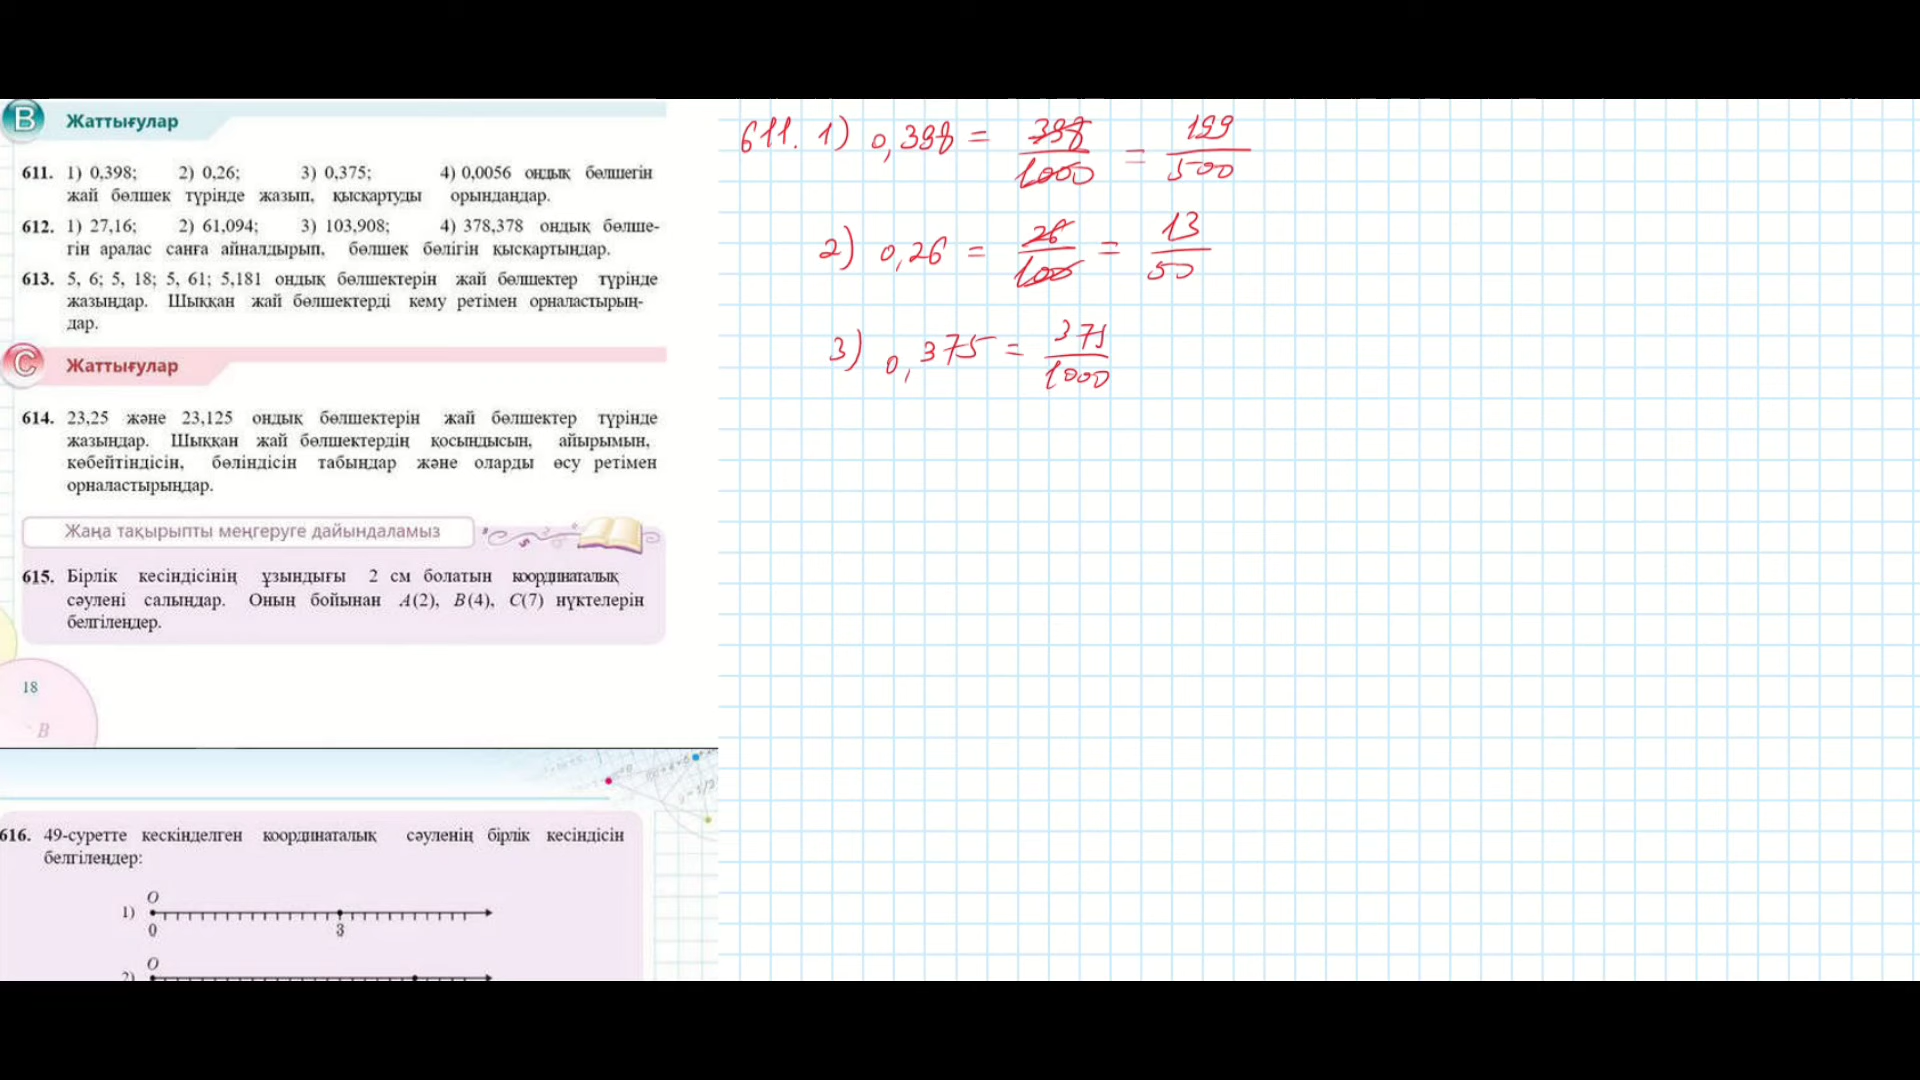 B Жаттығулар
611. 1) 0,398; 2) 0,26; 3) 0,375; 4) 0,0056 ондық бөлшегін
жай бөлшек түрінде жазып, қысқартуды орындаңдар.
612. 1) 27,16; 2) 61,094; 3) 103,908; 4) 378,378 ондық бөлше-
гін аралас санға айналдырып, бөлшек бөлігін қысқартыңдар.
613. 5, 6; 5, 18; 5, 61; 5,181 ондық бөлшектерін жай бөлшектер түрінде
жазыңдар. Шыққан жай бөлшектерді кему ретімен орналастырың-
дар.
C Жаттығулар
614. 23,25 және 23,125 ондық бөлшектерін жай бөлшектер түрінде
жазыңдар. Шыққан жай бөлшектердің қосындысын, айырымын,
көбейтіндісін, бөліндісін табыңдар және оларды өсу ретімен
орналастырыңдар.
Жаңа тақырыпты меңгеруге дайындаламыз
615. Бірлік кесіндісінің ұзындығы 2 см болатын координаталық
сәулені салыңдар. Оның бойынан A(2), B(4), C(7) нүктелерін
белгілеңдер.
18
B
616. 49-суретте кескінделген координаталық сәуленің бірлік кесіндісін
белгілеңдер:
O
1)
0 3
O
2)
611. 1) 0,398 = 398/1000 = 199/500
2) 0,26 = 26/100 = 13/50
3) 0,375 = 375/1000